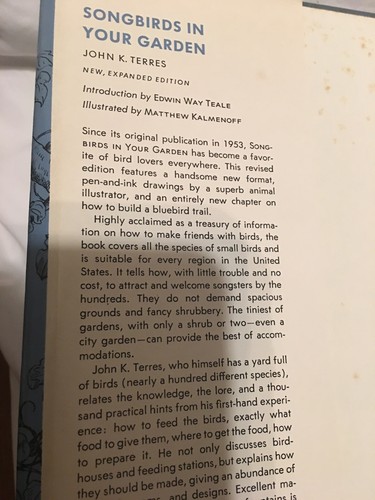 SONGBIRDS IN
YOUR GARDEN
JOHN K. TERRES
NEW, EXPANDED EDITION
Introduction by EDWIN WAY TEALE
Illustrated by MATTHEW KALMENOFF
Since its original publication in 1953, SONG-
BIRDS IN YOUR GARDEN has become a favor-
ite of bird lovers everywhere. This revised
edition features a handsome new format,
pen-and-ink drawings by a superb animal
illustrator, and an entirely new chapter on
how to build a bluebird trail.
Highly acclaimed as a treasury of informa-
tion on how to make friends with birds, the
book covers all the species of small birds and
is suitable for every region in the United
States. It tells how, with little trouble and no
cost, to attract and welcome songsters by the
hundreds. They do not demand spacious
grounds and fancy shrubbery. The tiniest of
gardens, with only a shrub or two—even a
city garden—can provide the best of accom-
modations.
John K. Terres, who himself has a yard full
of birds (nearly a hundred different species),
relates the knowledge, the lore, and a thou-
sand practical hints from his first-hand experi-
ence: how to feed the birds, exactly what
food to give them, where to get the food, how
to prepare it. He not only discusses bird-
houses and feeding stations, but explains how
they should be made, giving an abundance of
and designs. Excellent ma-
is